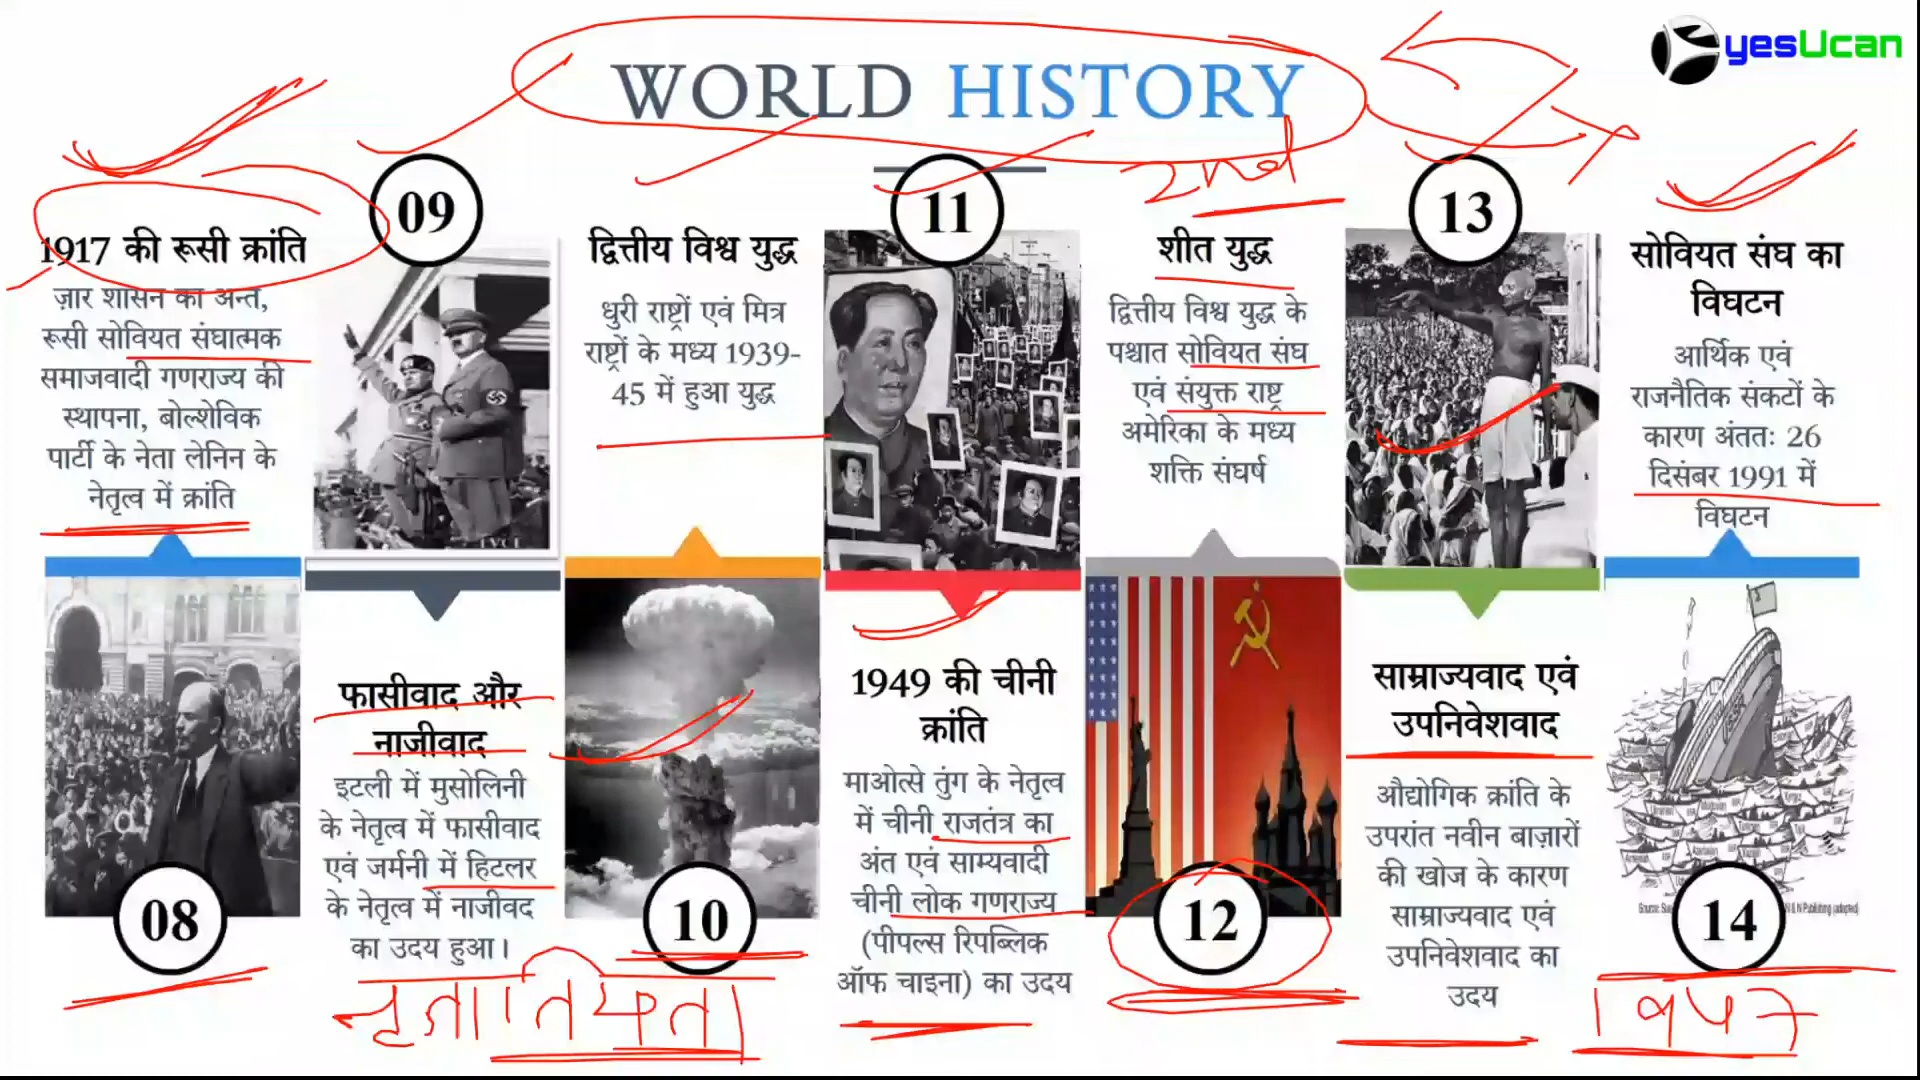 yesUcan
WORLD HISTORY
2nd
1917 की रूसी क्रांति
ज़ार शासन का अन्त,
रूसी सोवियत संघात्मक
समाजवादी गणराज्य की
स्थापना, बोल्शेविक
पार्टी के नेता लेनिन के
नेतृत्व में क्रांति
08
09
फासीवाद और
नाजीवाद
इटली में मुसोलिनी
के नेतृत्व में फासीवाद
एवं जर्मनी में हिटलर
के नेतृत्व में नाजीवद
का उदय हुआ।
द्वित्तीय विश्व युद्ध
धुरी राष्ट्रों एवं मित्र
राष्ट्रों के मध्य 1939-
45 में हुआ युद्ध
10
11
1949 की चीनी
क्रांति
माओत्से तुंग के नेतृत्व
में चीनी राजतंत्र का
अंत एवं साम्यवादी
चीनी लोक गणराज्य
(पीपल्स रिपब्लिक
ऑफ चाइना) का उदय
शीत युद्ध
द्वित्तीय विश्व युद्ध के
पश्चात सोवियत संघ
एवं संयुक्त राष्ट्र
अमेरिका के मध्य
शक्ति संघर्ष
12
13
साम्राज्यवाद एवं
उपनिवेशवाद
औद्योगिक क्रांति के
उपरांत नवीन बाज़ारों
की खोज के कारण
साम्राज्यवाद एवं
उपनिवेशवाद का
उदय
सोवियत संघ का
विघटन
आर्थिक एवं
राजनैतिक संकटों के
कारण अंततः 26
दिसंबर 1991 में
विघटन
14